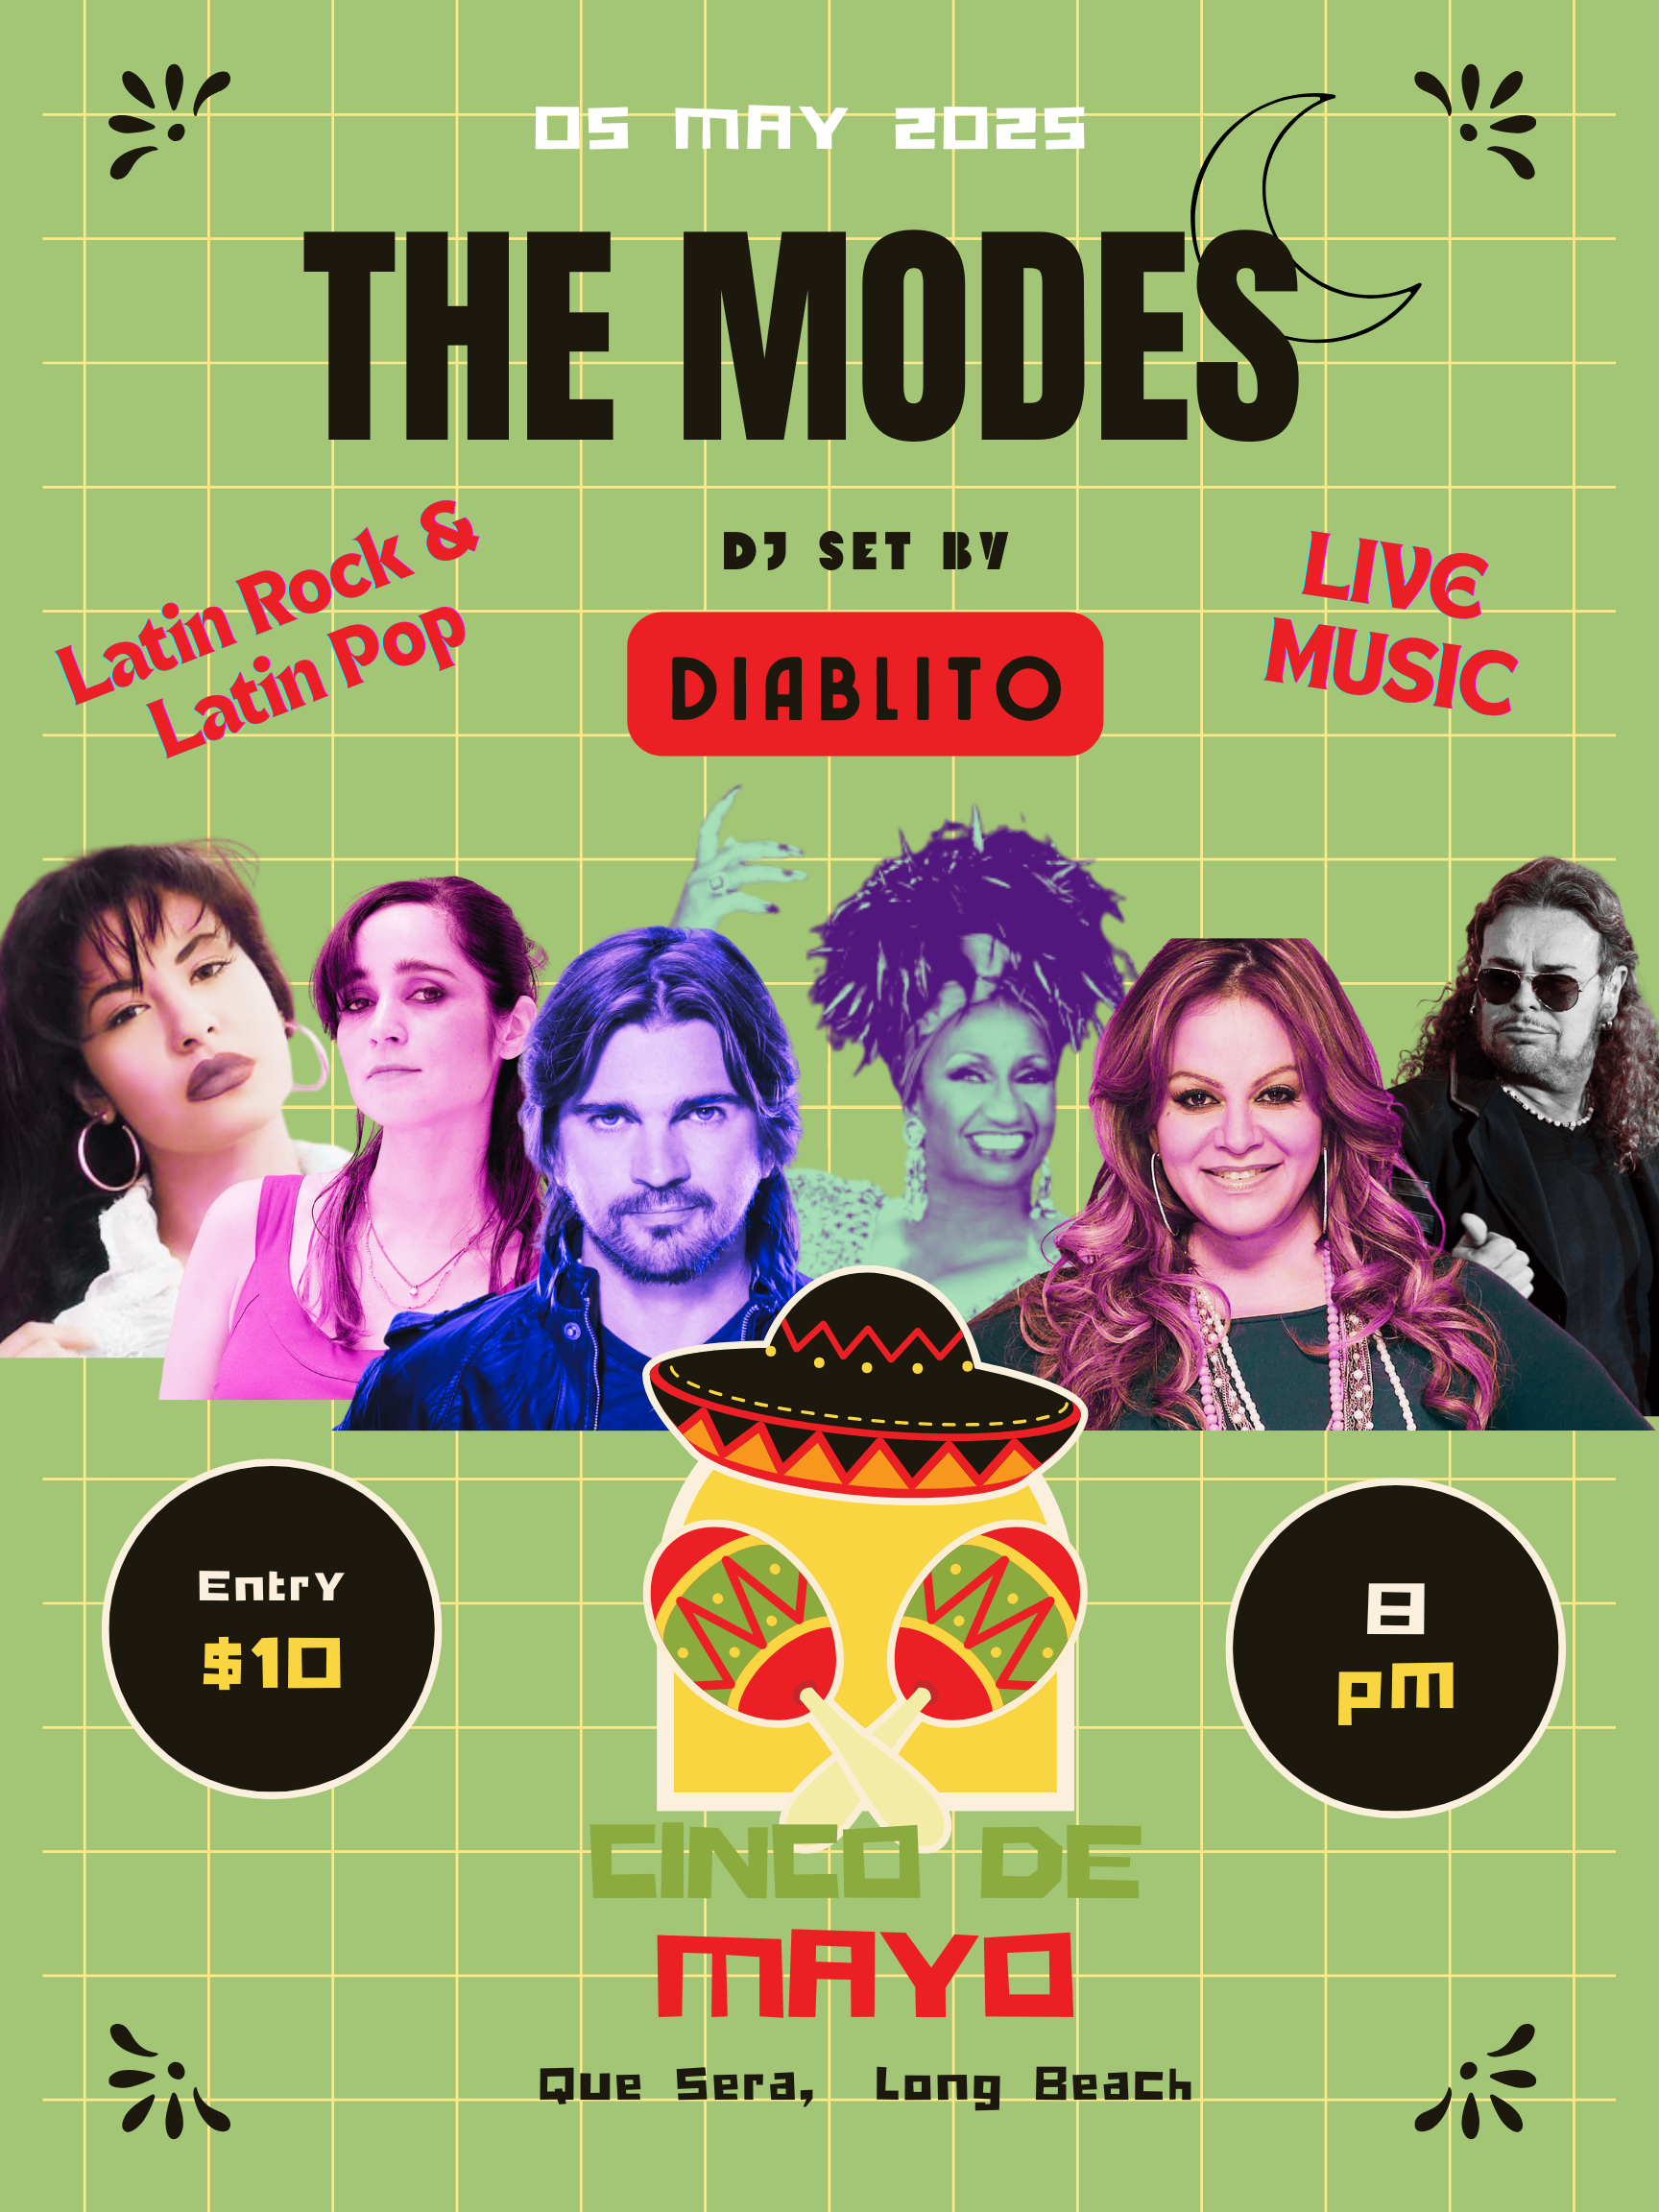 05 MAY 2025
THE MODES
Latin Rock &
Latin Pop
DJ SET BY
DIABLITO
LIVE
MUSIC
Entry
$10
8
pm
CINCO DE
MAYO
Que Sera, Long Beach